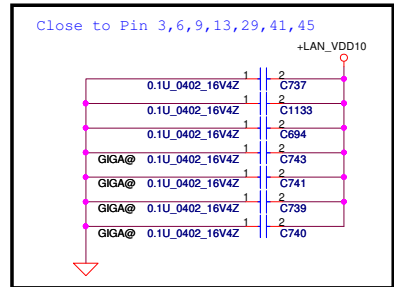 Close to Pin 3,6,9,13,29,41,45
+LAN_VDD10
1 2
0.1U_0402_16V4Z C737
1 2
0.1U_0402_16V4Z C1133
1 2
0.1U_0402_16V4Z C694
1 2
GIGA@ 0.1U_0402_16V4Z C743
1 2
GIGA@ 0.1U_0402_16V4Z C741
1 2
GIGA@ 0.1U_0402_16V4Z C739
1 2
GIGA@ 0.1U_0402_16V4Z C740